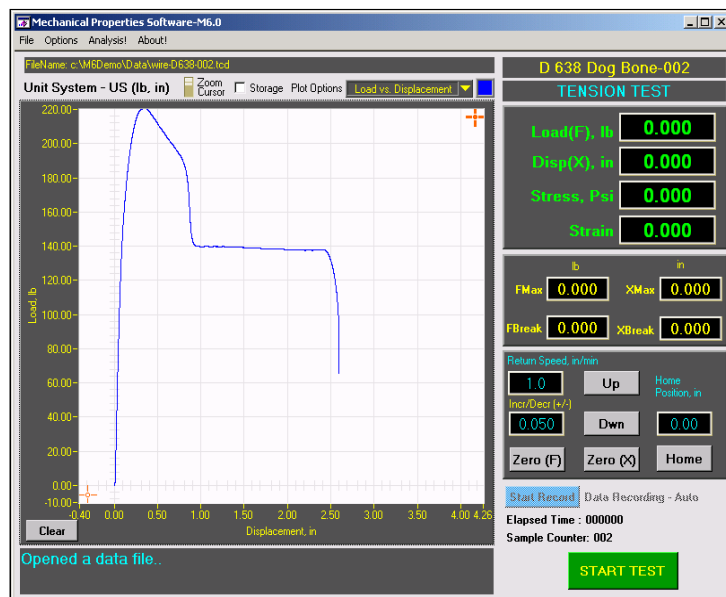 Mechanical Properties Software-M6.0
File Options Analysis! About!
FileName: c:\M6Demo\Data\wire-D638-002.tcd
Unit System - US (lb, in)
Zoom
Cursor
Storage
Plot Options
Load vs. Displacement
220.00
200.00
180.00
160.00
140.00
120.00
100.00
80.00
60.00
40.00
20.00
0.00
-10.00
Load, lb
-0.40 0.00 0.50 1.00 1.50 2.00 2.50 3.00 3.50 4.00 4.26
Displacement, in
Clear
Opened a data file..
D 638 Dog Bone-002
TENSION TEST
Load(F), lb 0.000
Disp(X), in 0.000
Stress, Psi 0.000
Strain 0.000
lb in
FMax 0.000 XMax 0.000
FBreak 0.000 XBreak 0.000
Return Speed, in/min
1.0 Up Home
Position, in
Incr/Decr (+/-)
0.050 Dwn 0.00
Zero (F) Zero (X) Home
Start Record Data Recording - Auto
Elapsed Time : 000000
Sample Counter: 002
START TEST